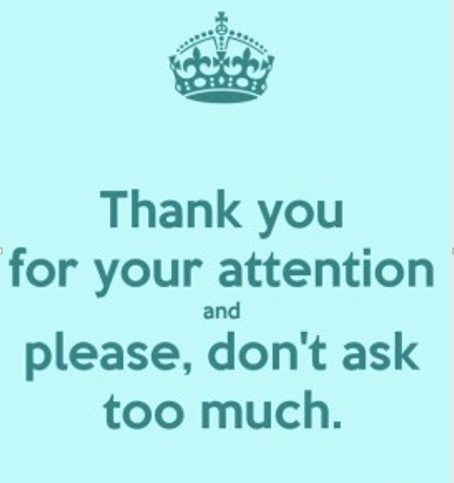 Thank you
for your attention
and
please, don't ask
too much.